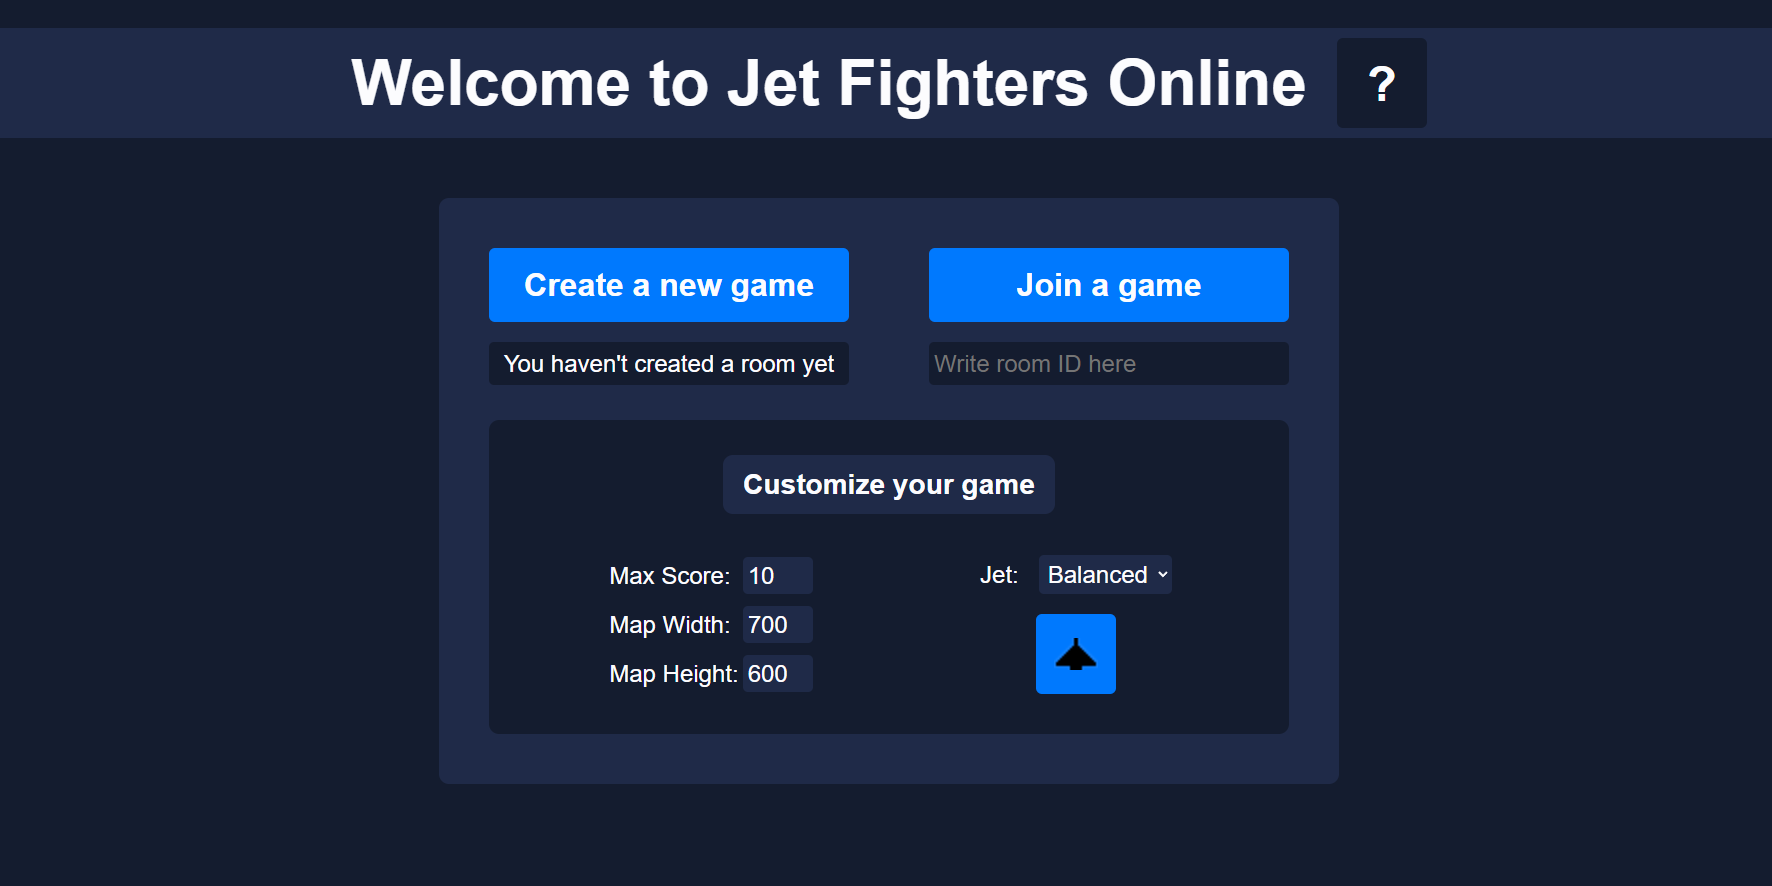 Welcome to Jet Fighters Online ?
Create a new game
Join a game
You haven't created a room yet
Write room ID here
Customize your game
Max Score: 10
Map Width: 700
Map Height: 600
Jet: Balanced